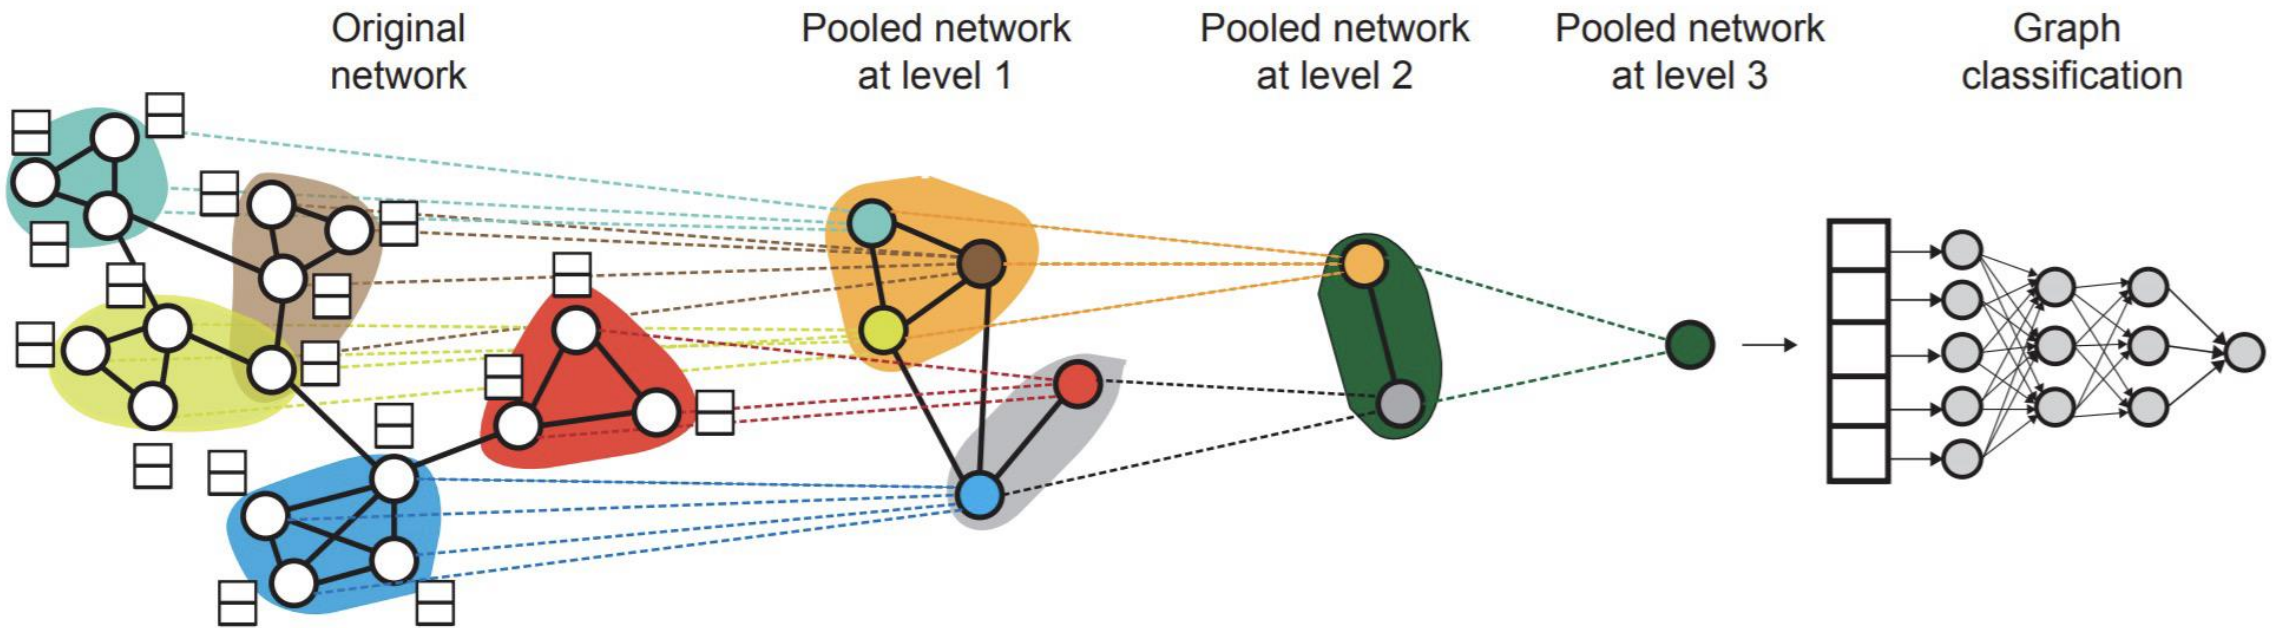 Original
network
Pooled network
at level 1
Pooled network
at level 2
Pooled network
at level 3
Graph
classification